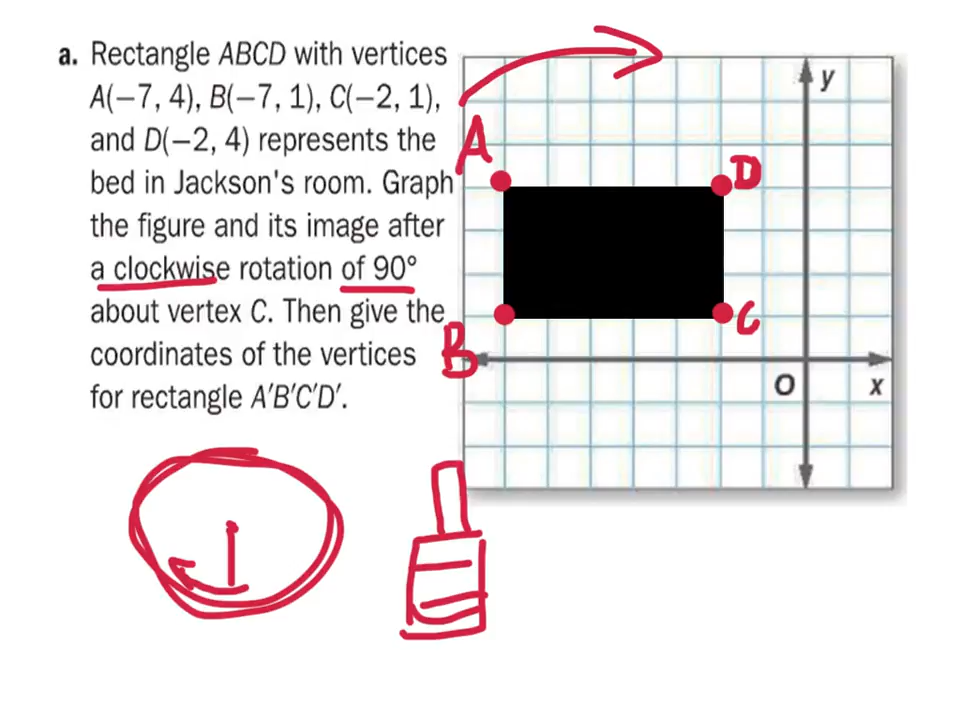 a. Rectangle ABCD with vertices
A(−7, 4), B(−7, 1), C(−2, 1),
and D(−2, 4) represents the
bed in Jackson's room. Graph
the figure and its image after
a clockwise rotation of 90°
about vertex C. Then give the
coordinates of the vertices
for rectangle A′B′C′D′.
y
A
D
B
C
O
x